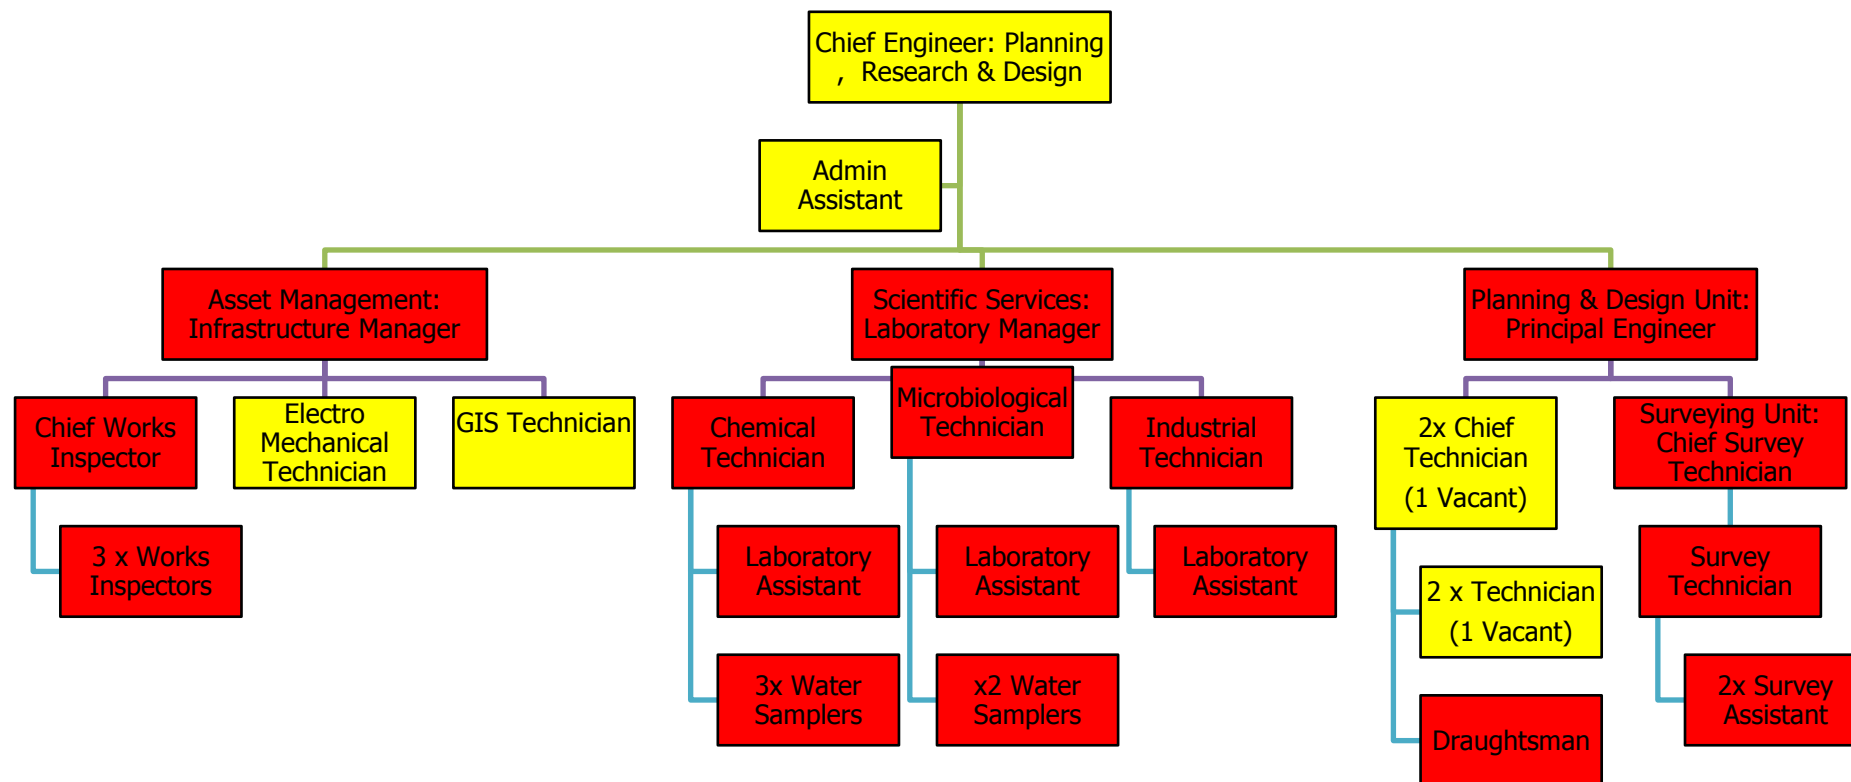 Chief Engineer: Planning
, Research & Design
Admin
Assistant
Asset Management:
Infrastructure Manager
Scientific Services:
Laboratory Manager
Planning & Design Unit:
Principal Engineer
Chief Works
Inspector
Electro
Mechanical
Technician
GIS Technician
Chemical
Technician
Microbiological
Technician
Industrial
Technician
2x Chief
Technician
(1 Vacant)
Surveying Unit:
Chief Survey
Technician
3 x Works
Inspectors
Laboratory
Assistant
Laboratory
Assistant
Laboratory
Assistant
2 x Technician
(1 Vacant)
Survey
Technician
3x Water
Samplers
x2 Water
Samplers
Draughtsman
2x Survey
Assistant